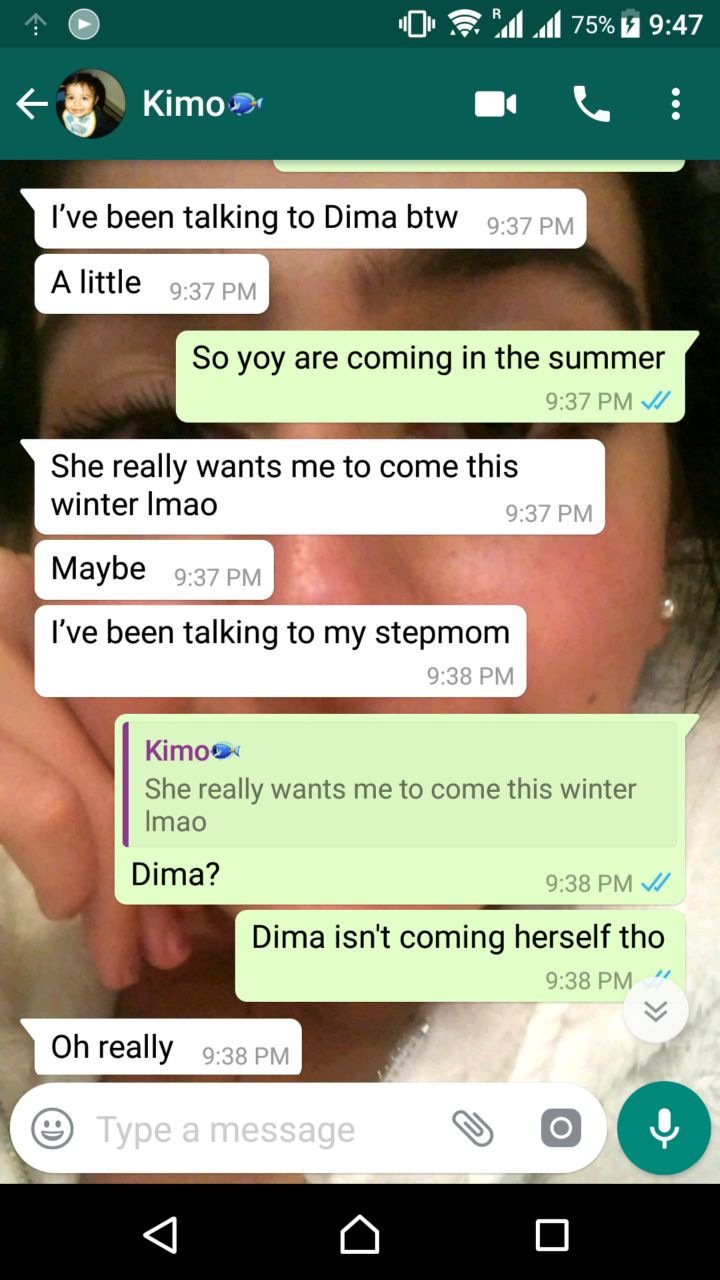 R 75% 9:47
Kimo🐠
I've been talking to Dima btw 9:37 PM
A little 9:37 PM
So yoy are coming in the summer
9:37 PM
She really wants me to come this
winter lmao 9:37 PM
Maybe 9:37 PM
I've been talking to my stepmom
9:38 PM
Kimo🐠
She really wants me to come this winter
lmao
Dima? 9:38 PM
Dima isn't coming herself tho
9:38 PM
Oh really 9:38 PM
Type a message